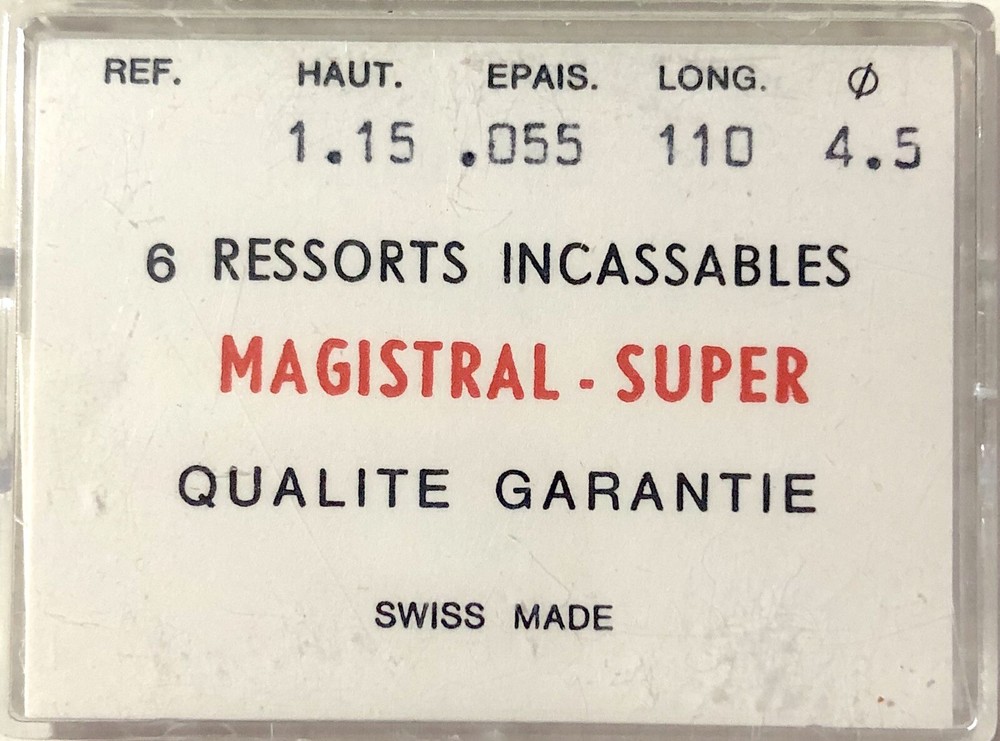 REF. HAUT. EPAIS. LONG. Ø
1.15 .055 110 4.5
6 RESSORTS INCASSABLES
MAGISTRAL - SUPER
QUALITE GARANTIE
SWISS MADE